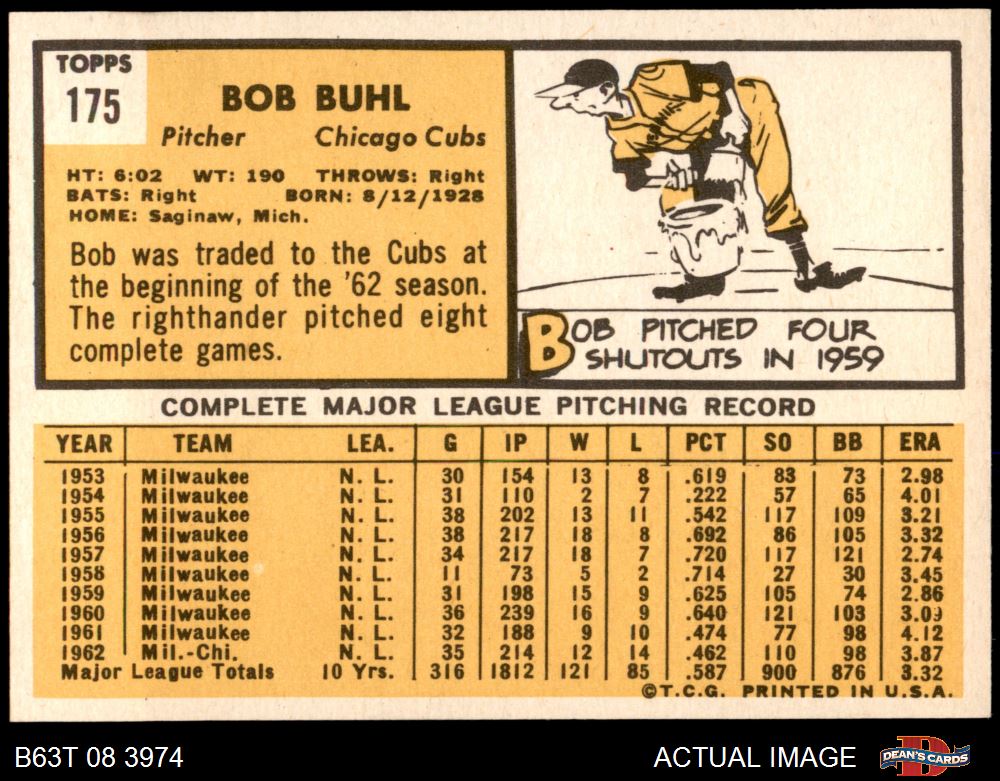 TOPPS
175
BOB BUHL
Pitcher Chicago Cubs
HT: 6:02 WT: 190 THROWS: Right
BATS: Right BORN: 8/12/1928
HOME: Saginaw, Mich.
Bob was traded to the Cubs at
the beginning of the '62 season.
The righthander pitched eight
complete games.
BOB PITCHED FOUR
SHUTOUTS IN 1959
COMPLETE MAJOR LEAGUE PITCHING RECORD
YEAR TEAM LEA. G IP W L PCT SO BB ERA
1953 Milwaukee N. L. 30 154 13 8 .619 83 73 2.98
1954 Milwaukee N. L. 31 110 2 7 .222 57 65 4.01
1955 Milwaukee N. L. 38 202 13 11 .542 117 109 3.21
1956 Milwaukee N. L. 38 217 18 8 .692 86 105 3.32
1957 Milwaukee N. L. 34 217 18 7 .720 117 121 2.74
1958 Milwaukee N. L. 11 73 5 2 .714 27 30 3.45
1959 Milwaukee N. L. 31 198 15 9 .625 105 74 2.86
1960 Milwaukee N. L. 36 239 16 9 .640 121 103 3.09
1961 Milwaukee N. L. 32 188 9 10 .474 77 98 4.12
1962 Mil.-Chi. N. L. 35 214 12 14 .462 110 98 3.87
Major League Totals 10 Yrs. 316 1812 121 85 .587 900 876 3.32
©T.C.G. PRINTED IN U.S.A.
B63T 08 3974 ACTUAL IMAGE DEAN'S CARDS